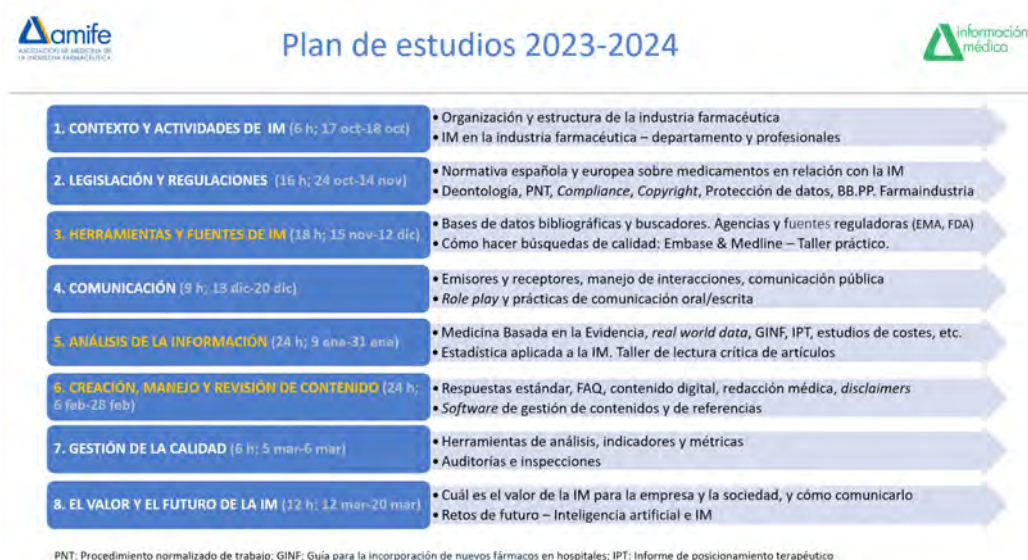 amife
ASOCIACIÓN DE MEDICINA DE
LA INDUSTRIA FARMACÉUTICA
Plan de estudios 2023-2024
información
médica
1. CONTEXTO Y ACTIVIDADES DE IM (6 h; 17 oct-18 oct)
• Organización y estructura de la industria farmacéutica
• IM en la industria farmacéutica – departamento y profesionales
2. LEGISLACIÓN Y REGULACIONES (16 h; 24 oct-14 nov)
• Normativa española y europea sobre medicamentos en relación con la IM
• Deontología, PNT, Compliance, Copyright, Protección de datos, BB.PP. Farmaindustria
3. HERRAMIENTAS Y FUENTES DE IM (18 h; 15 nov-12 dic)
• Bases de datos bibliográficas y buscadores. Agencias y fuentes reguladoras (EMA, FDA)
• Cómo hacer búsquedas de calidad: Embase & Medline – Taller práctico.
4. COMUNICACIÓN (9 h; 13 dic-20 dic)
• Emisores y receptores, manejo de interacciones, comunicación pública
• Role play y prácticas de comunicación oral/escrita
5. ANÁLISIS DE LA INFORMACIÓN (24 h; 9 ene-31 ene)
• Medicina Basada en la Evidencia, real world data, GINF, IPT, estudios de costes, etc.
• Estadística aplicada a la IM. Taller de lectura crítica de artículos
6. CREACIÓN, MANEJO Y REVISIÓN DE CONTENIDO (24 h;
6 feb-28 feb)
• Respuestas estándar, FAQ, contenido digital, redacción médica, disclaimers
• Software de gestión de contenidos y de referencias
7. GESTIÓN DE LA CALIDAD (6 h; 5 mar-6 mar)
• Herramientas de análisis, indicadores y métricas
• Auditorías e inspecciones
8. EL VALOR Y EL FUTURO DE LA IM (12 h; 12 mar-20 mar)
• Cuál es el valor de la IM para la empresa y la sociedad, y cómo comunicarlo
• Retos de futuro – Inteligencia artificial e IM
PNT: Procedimiento normalizado de trabajo; GINF: Guía para la incorporación de nuevos fármacos en hospitales; IPT: Informe de posicionamiento terapéutico